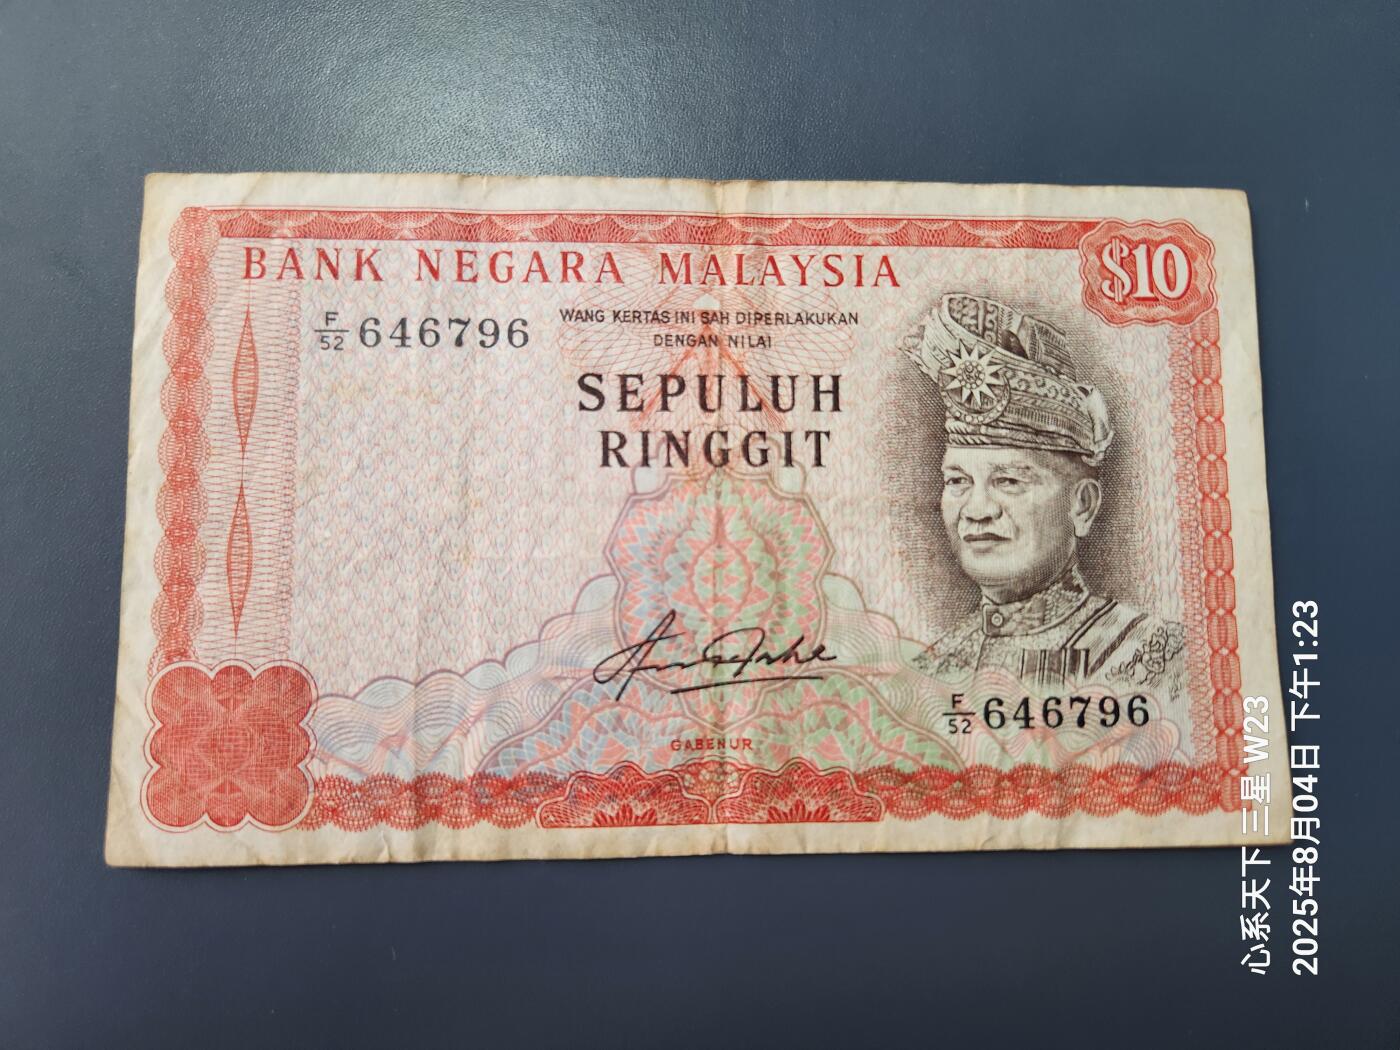 BANK NEGARA MALAYSIA
$10
F/52 646796
WANG KERTAS INI SAH DIPERLAKUKAN
DENGAN NILAI
SEPULUH
RINGGIT
GABENUR
F/52 646796
心系天下 三星 W23
2025年8月04日 下午1:23